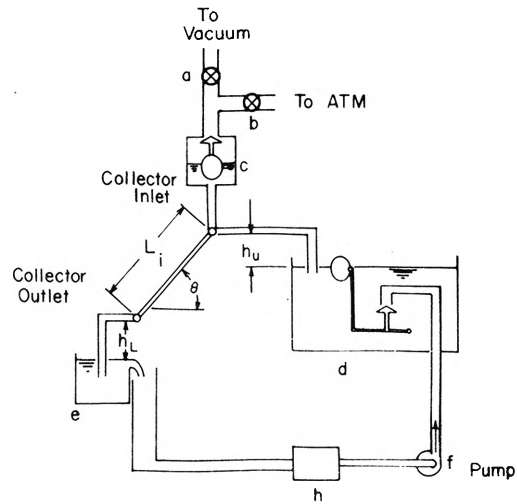 To
Vacuum
a
To ATM
b
c
Collector
Inlet
L i
h u
Collector
Outlet
θ
h L
d
e
f
Pump
h